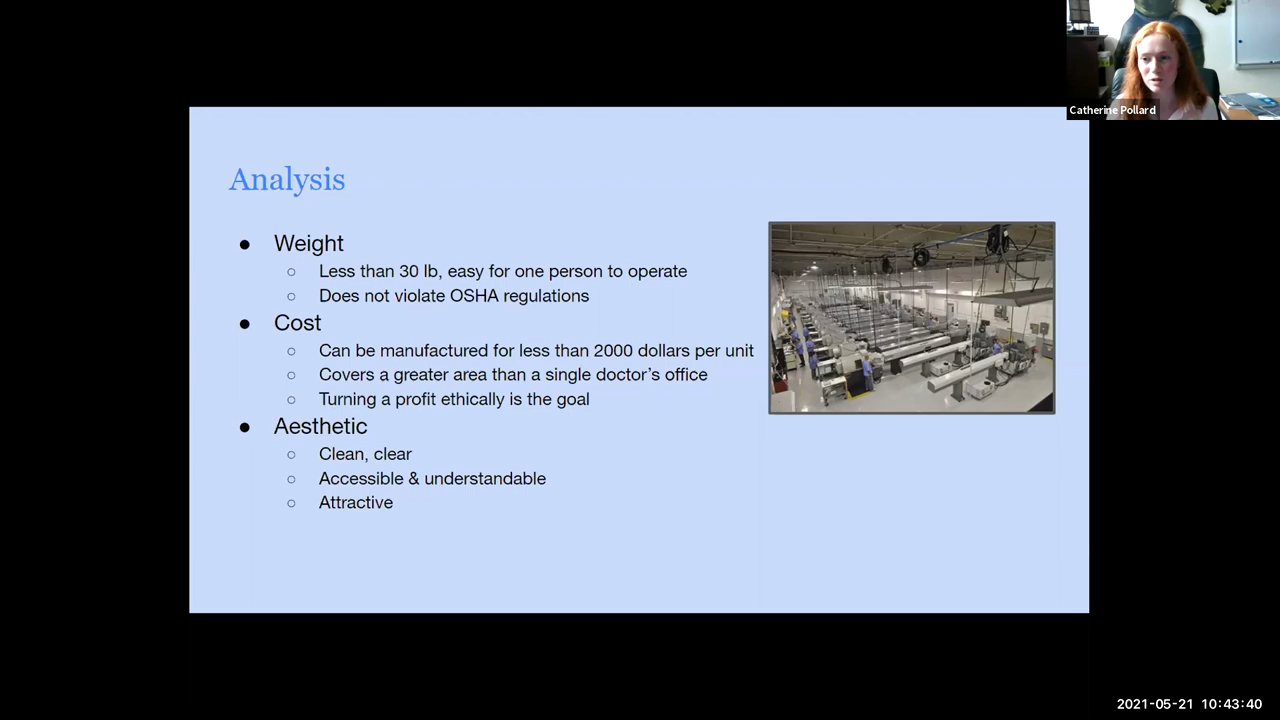 Catherine Pollard
Analysis
● Weight
○ Less than 30 lb, easy for one person to operate
○ Does not violate OSHA regulations
● Cost
○ Can be manufactured for less than 2000 dollars per unit
○ Covers a greater area than a single doctor’s office
○ Turning a profit ethically is the goal
● Aesthetic
○ Clean, clear
○ Accessible & understandable
○ Attractive
2021-05-21 10:43:40